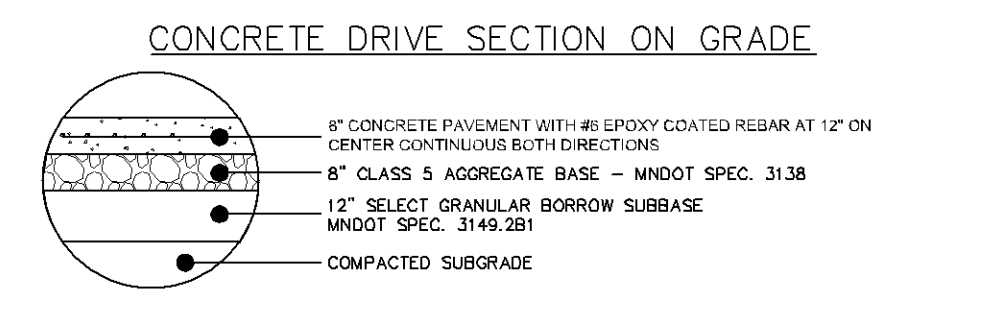 CONCRETE DRIVE SECTION ON GRADE
8" CONCRETE PAVEMENT WITH #6 EPOXY COATED REBAR AT 12" ON
CENTER CONTINUOUS BOTH DIRECTIONS
8" CLASS 5 AGGREGATE BASE – MNDOT SPEC. 3138
12" SELECT GRANULAR BORROW SUBBASE
MNDOT SPEC. 3149.2B1
COMPACTED SUBGRADE